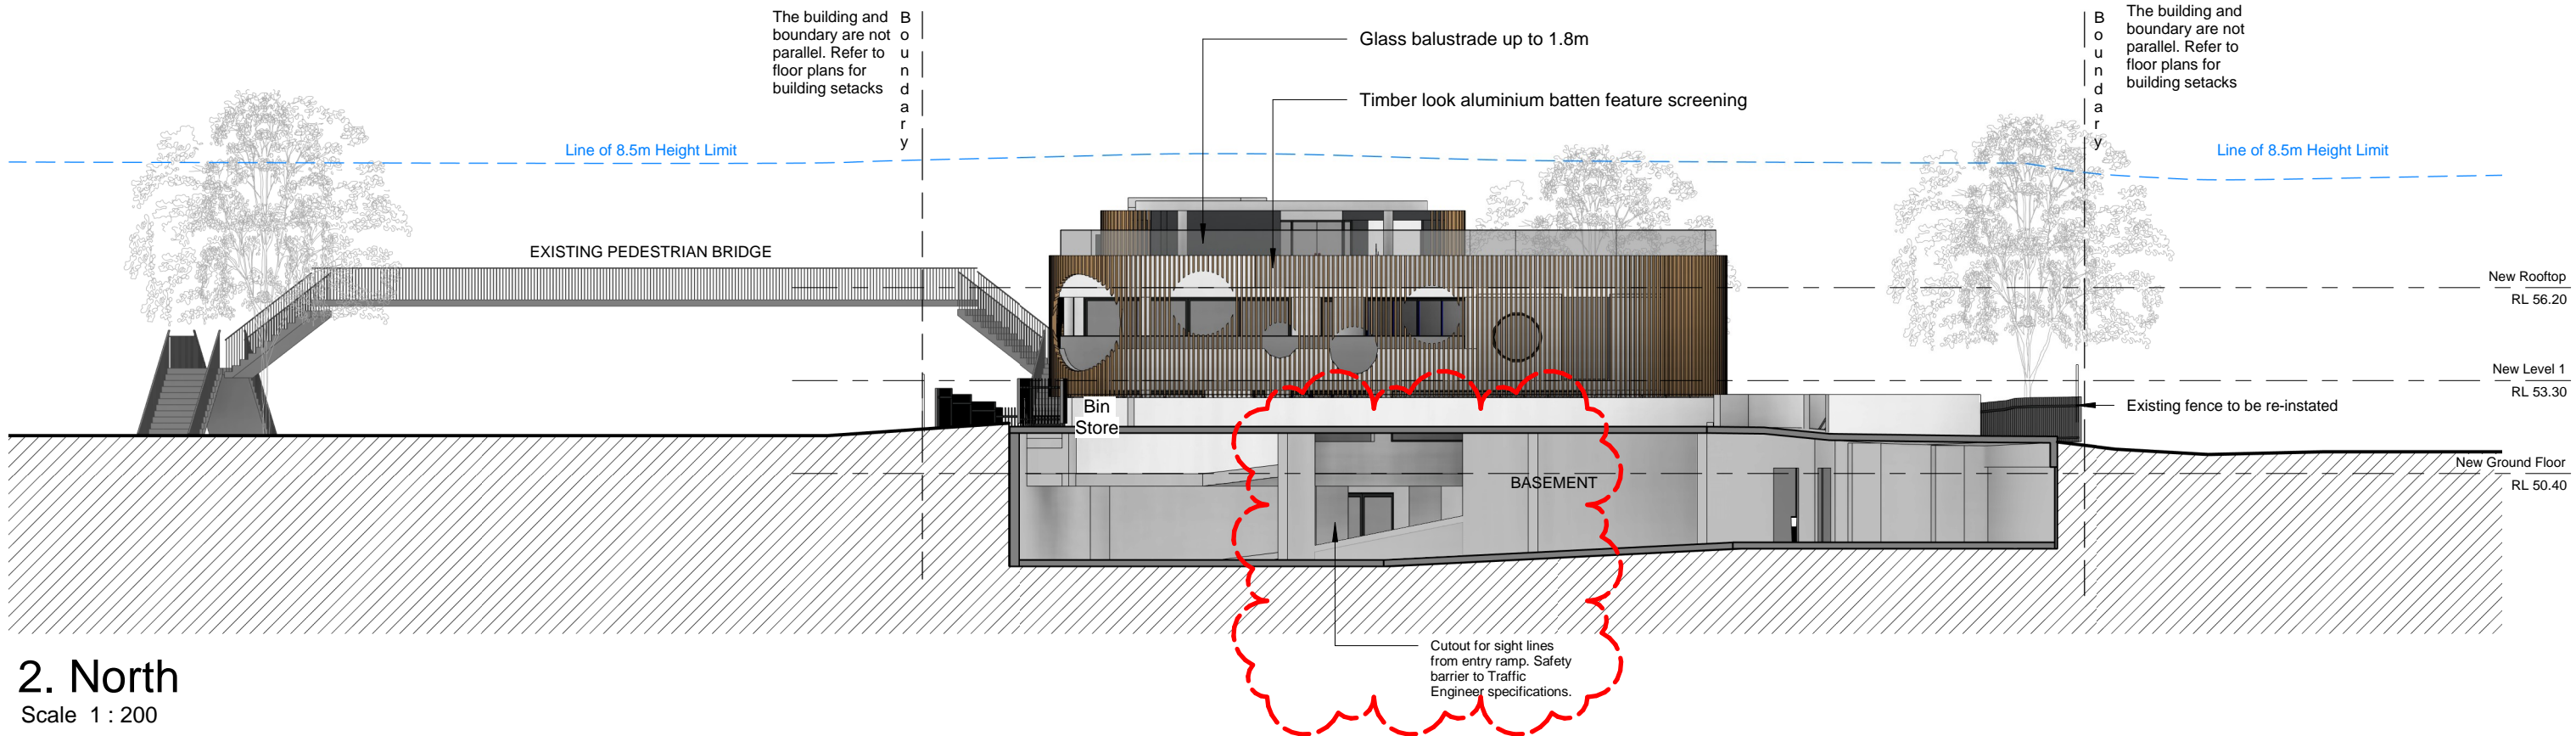 The building and
boundary are not
parallel. Refer to
floor plans for
building setacks
Boundary
Glass balustrade up to 1.8m
Timber look aluminium batten feature screening
Boundary
The building and
boundary are not
parallel. Refer to
floor plans for
building setacks
Line of 8.5m Height Limit
Line of 8.5m Height Limit
EXISTING PEDESTRIAN BRIDGE
New Rooftop
RL 56.20
New Level 1
RL 53.30
Existing fence to be re-instated
Bin
Store
New Ground Floor
RL 50.40
BASEMENT
Cutout for sight lines
from entry ramp. Safety
barrier to Traffic
Engineer specifications.
2. North
Scale 1 : 200